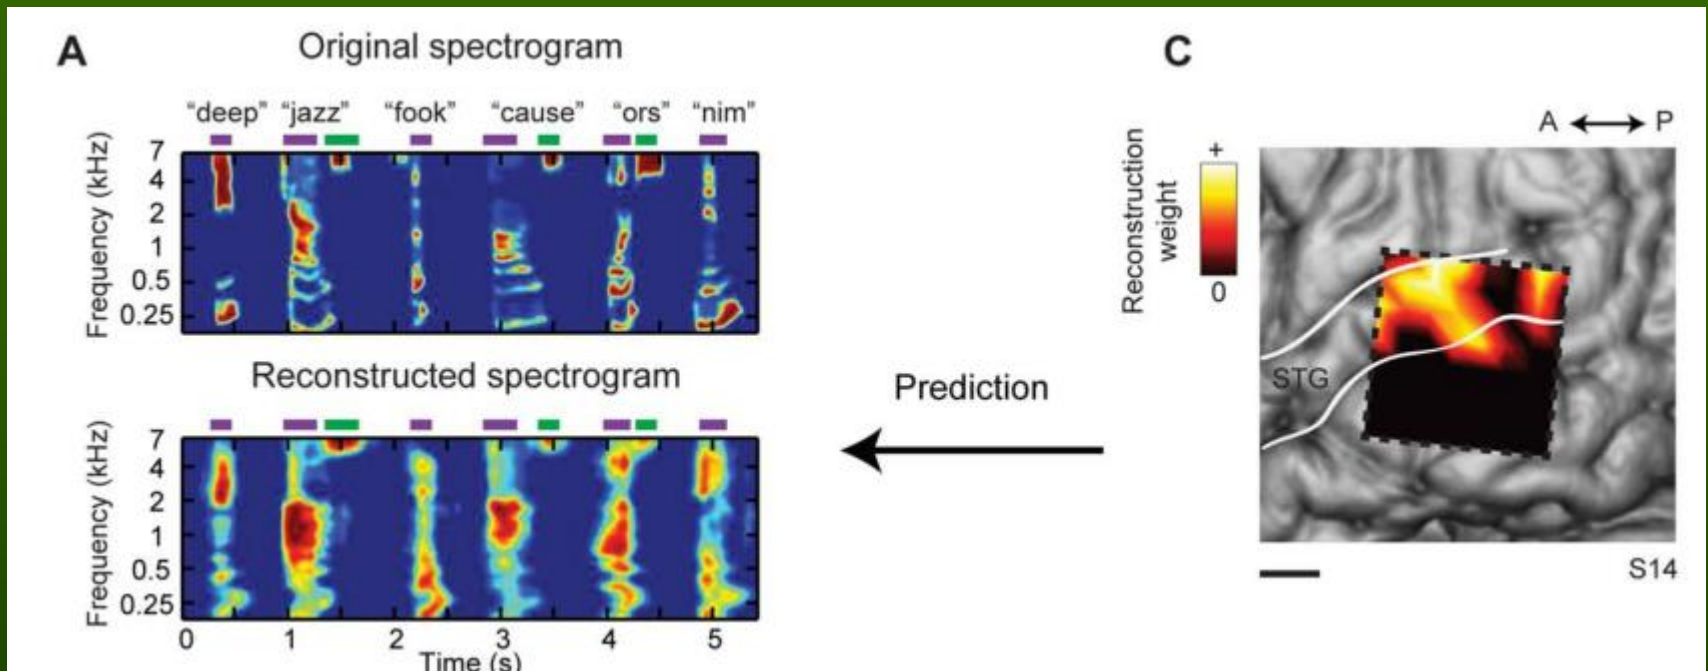 A
Original spectrogram
“deep” “jazz” “fook” “cause” “ors” “nim”
Frequency (kHz)
7
4
2
1
0.5
0.25
Reconstructed spectrogram
Frequency (kHz)
7
4
2
1
0.5
0.25
0 1 2 3 4 5
Time (s)
Prediction
C
A P
Reconstruction
weight
+
0
STG
S14